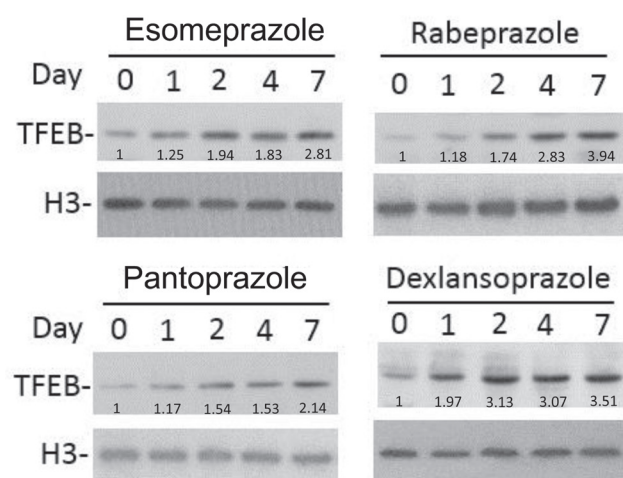 Esomeprazole
Day 0 1 2 4 7
TFEB-
1 1.25 1.94 1.83 2.81
H3-
Rabeprazole
0 1 2 4 7
1 1.18 1.74 2.83 3.94
Pantoprazole
Day 0 1 2 4 7
TFEB-
1 1.17 1.54 1.53 2.14
H3-
Dexlansoprazole
0 1 2 4 7
1 1.97 3.13 3.07 3.51